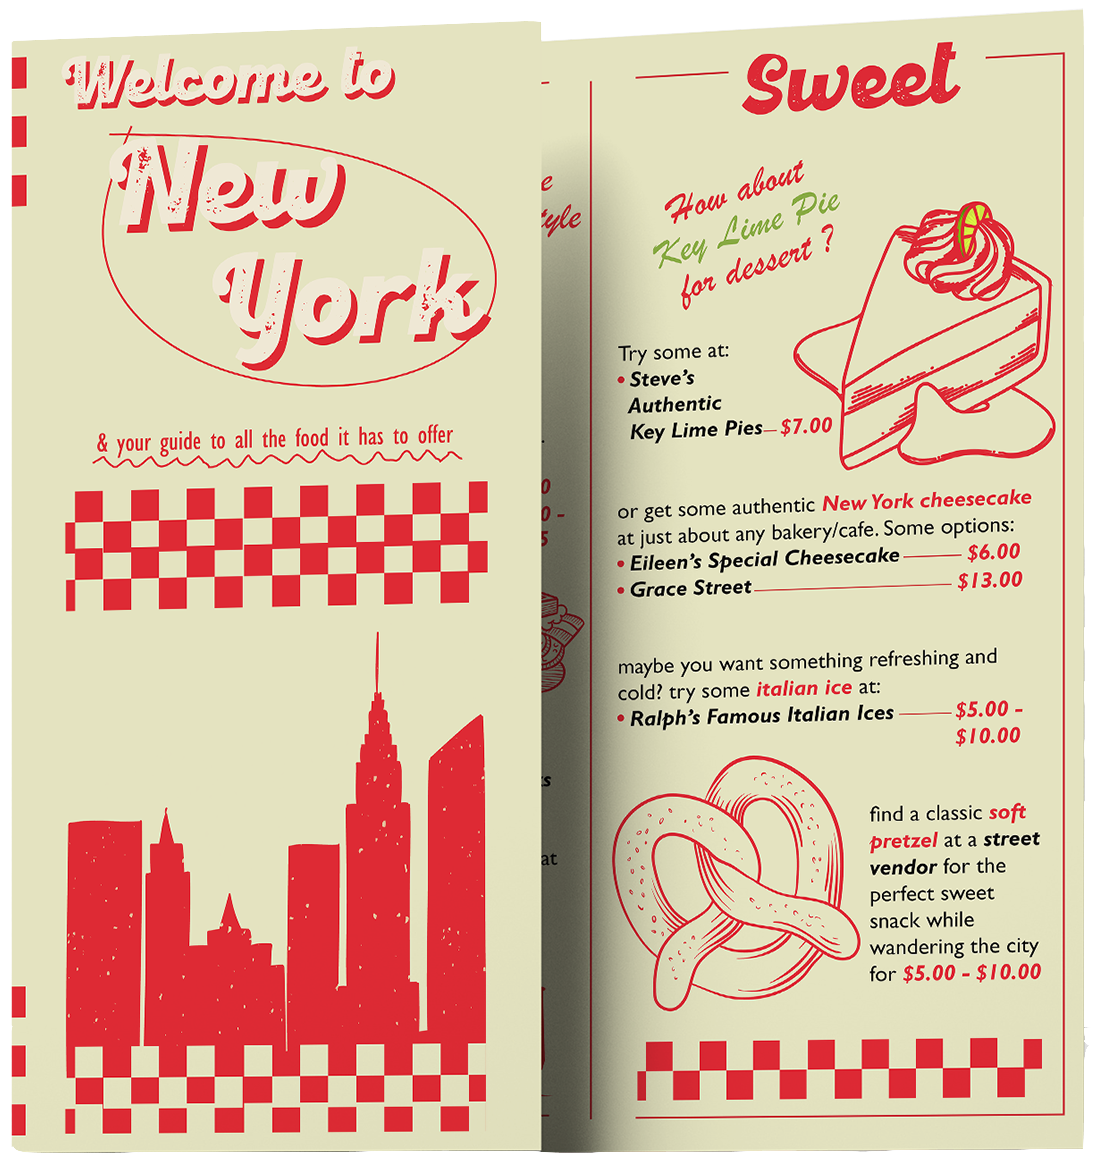 Welcome to
New
York
& your guide to all the food it has to offer
Sweet
How about
Key Lime Pie
for dessert ?
Try some at:
• Steve's
Authentic
Key Lime Pies $7.00
or get some authentic New York cheesecake
at just about any bakery/cafe. Some options:
• Eileen's Special Cheesecake $6.00
• Grace Street $13.00
maybe you want something refreshing and
cold? try some italian ice at:
• Ralph's Famous Italian Ices $5.00 -
$10.00
find a classic soft
pretzel at a street
vendor for the
perfect sweet
snack while
wandering the city
for $5.00 - $10.00